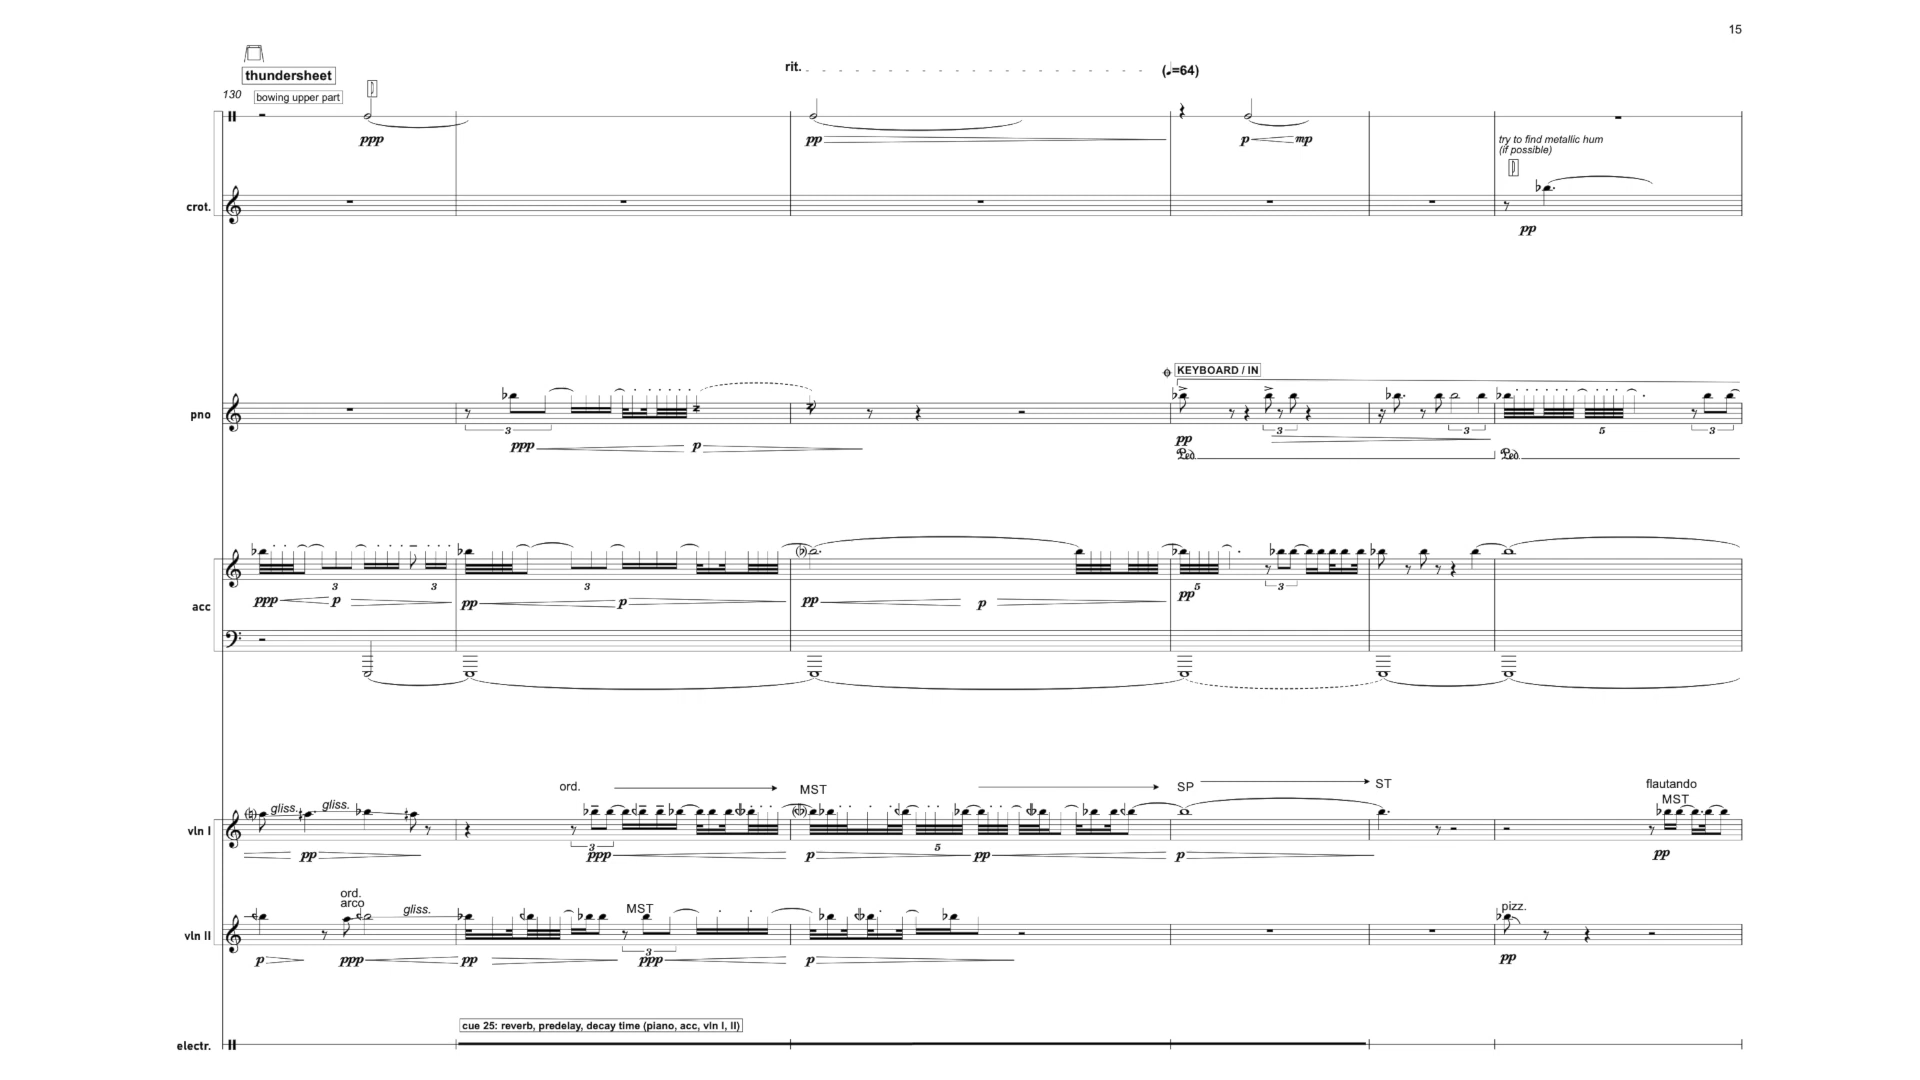 15
thundersheet
rit.
(♩=64)
130
bowing upper part
ppp
pp
p
mp
try to find metallic hum
(if possible)
crot.
pp
KEYBOARD / IN
pno
3
3
3
5
3
ppp
p
pp
Ped.
Ped.
acc
3
3
3
5
3
ppp
p
pp
p
pp
p
pp
ord.
MST
SP
ST
flautando
MST
gliss.
gliss.
vln I
3
5
pp
ppp
p
pp
p
pp
ord.
arco
gliss.
MST
pizz.
vln II
3
p
ppp
pp
ppp
p
pp
cue 25: reverb, predelay, decay time (piano, acc, vln I, II)
electr.